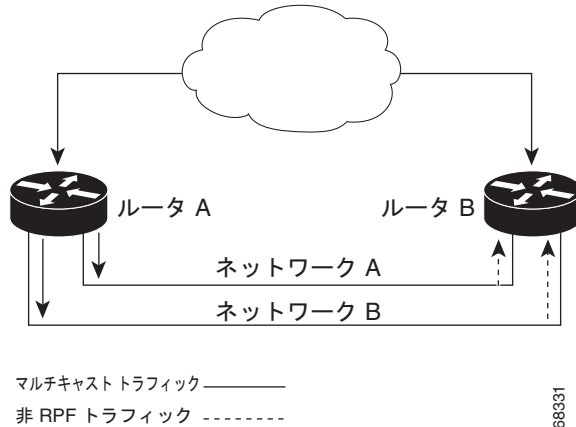 ルータ A
ルータ B
ネットワーク A
ネットワーク B
マルチキャスト トラフィック
非 RPF トラフィック
68331